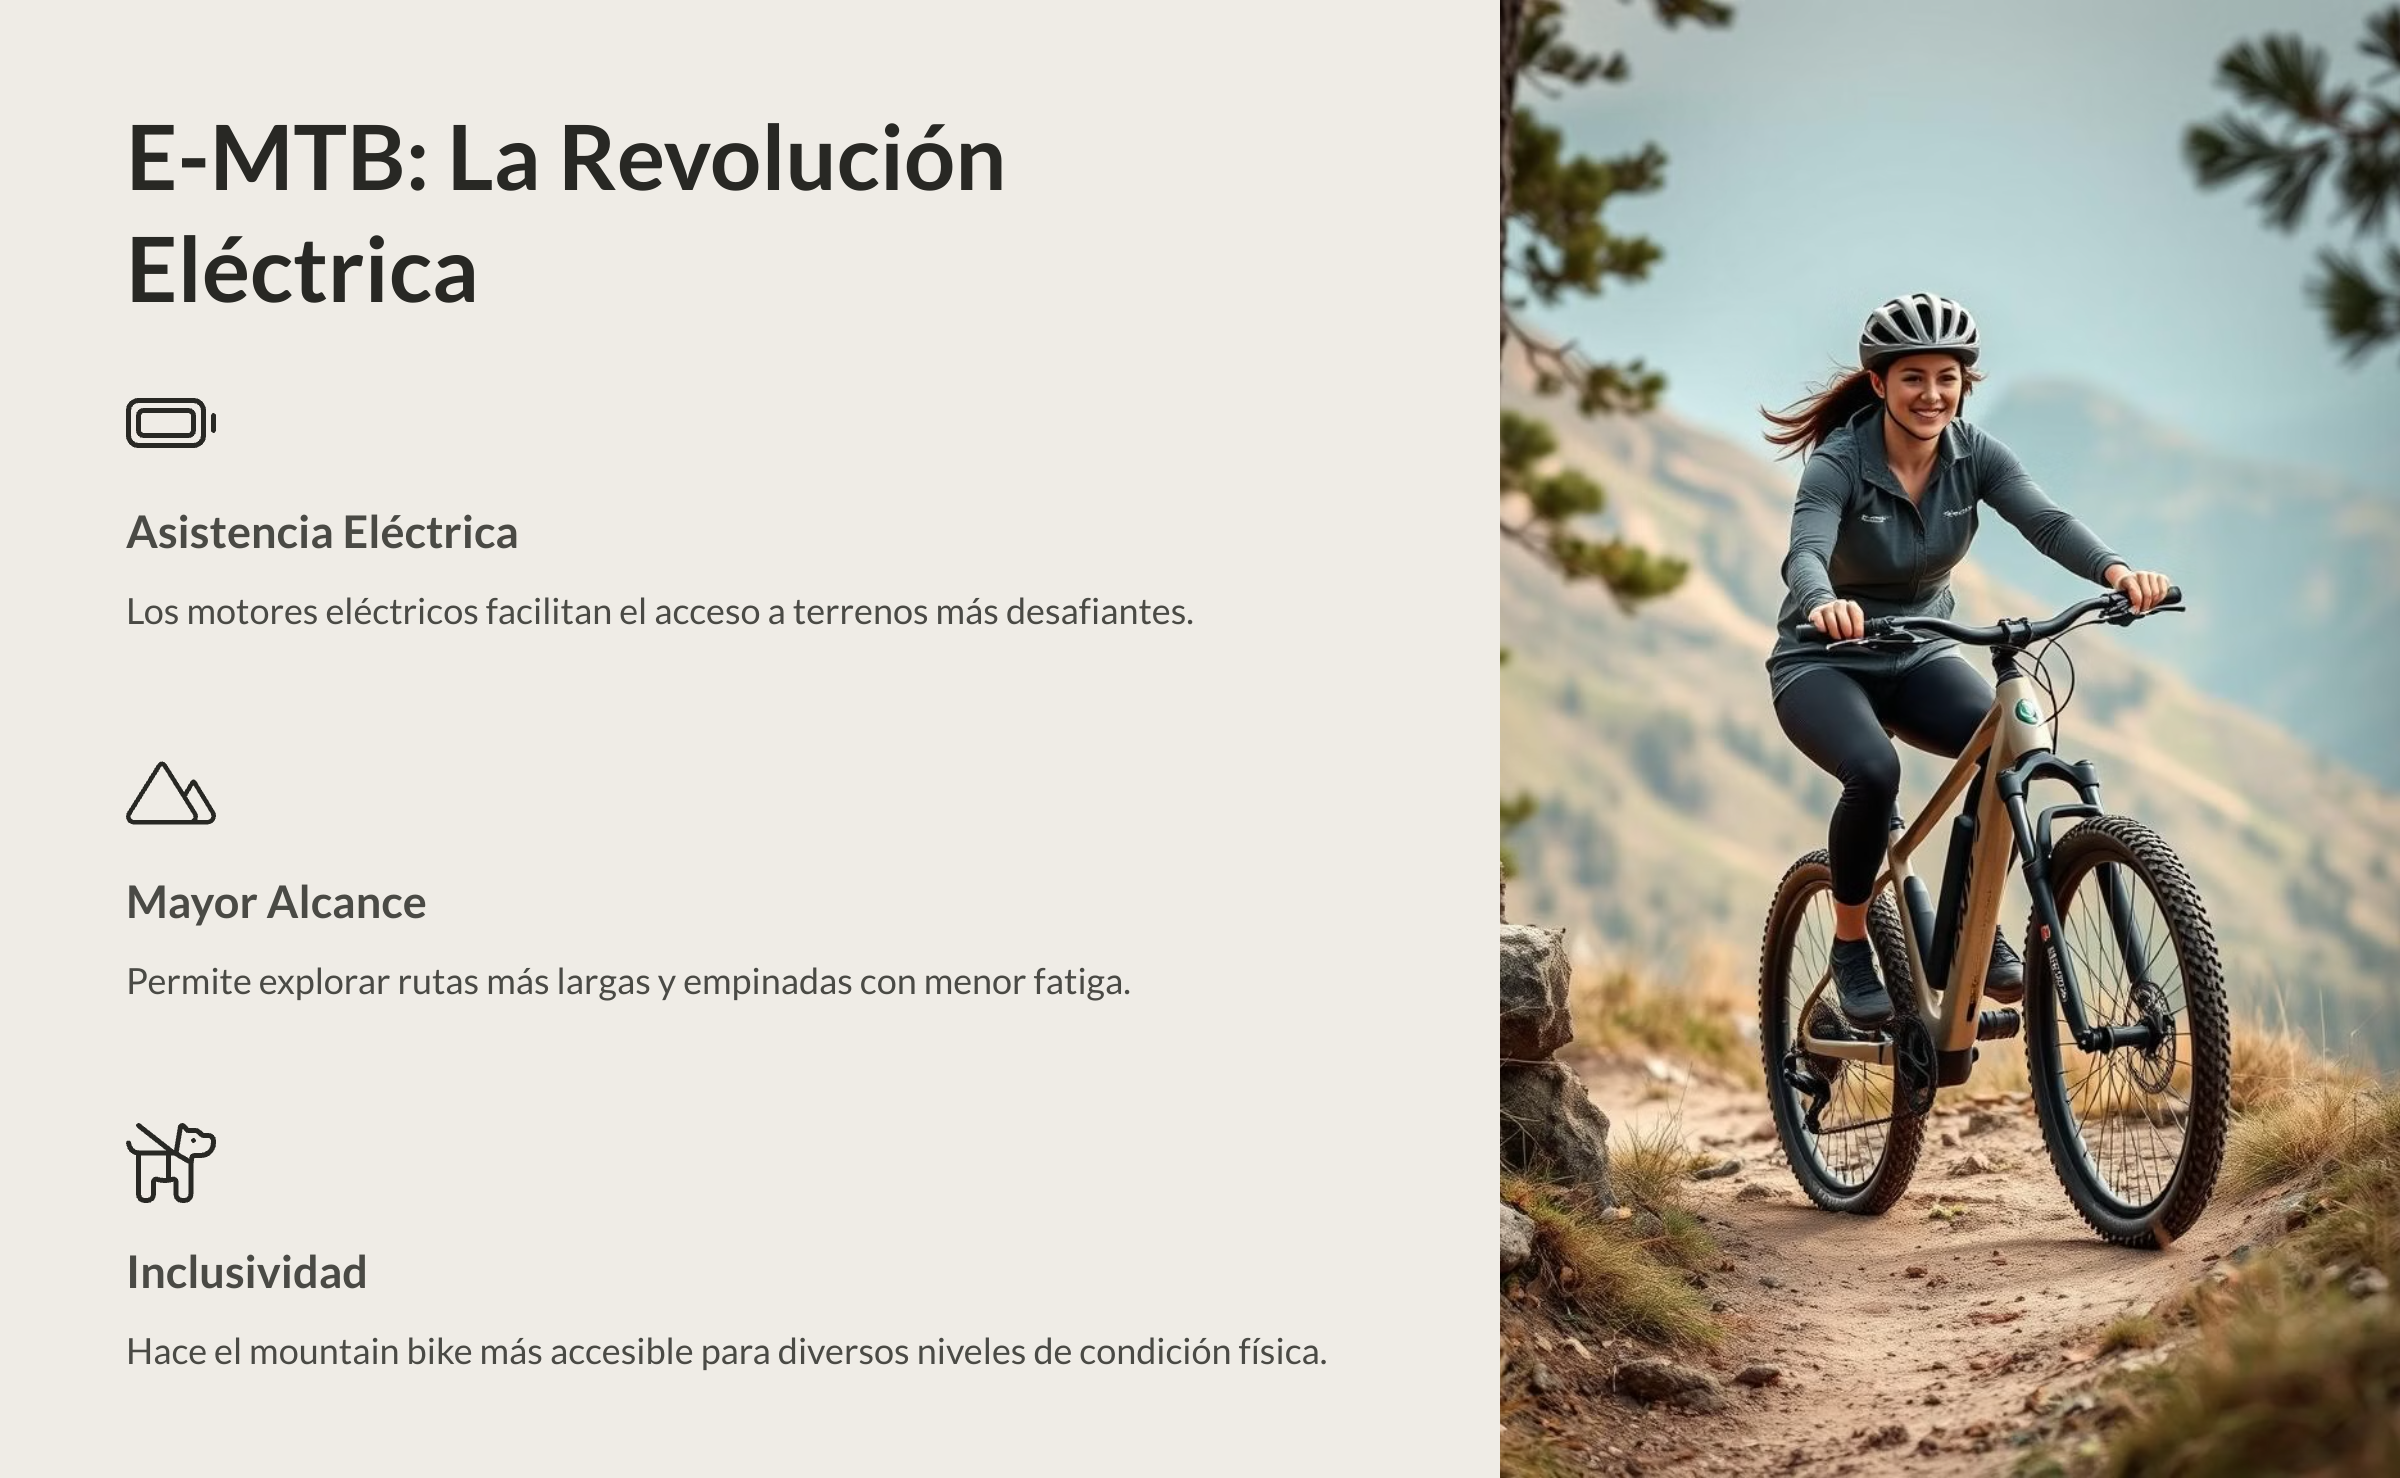 E-MTB: La Revolución
Eléctrica
Asistencia Eléctrica
Los motores eléctricos facilitan el acceso a terrenos más desafiantes.
Mayor Alcance
Permite explorar rutas más largas y empinadas con menor fatiga.
Inclusividad
Hace el mountain bike más accesible para diversos niveles de condición física.